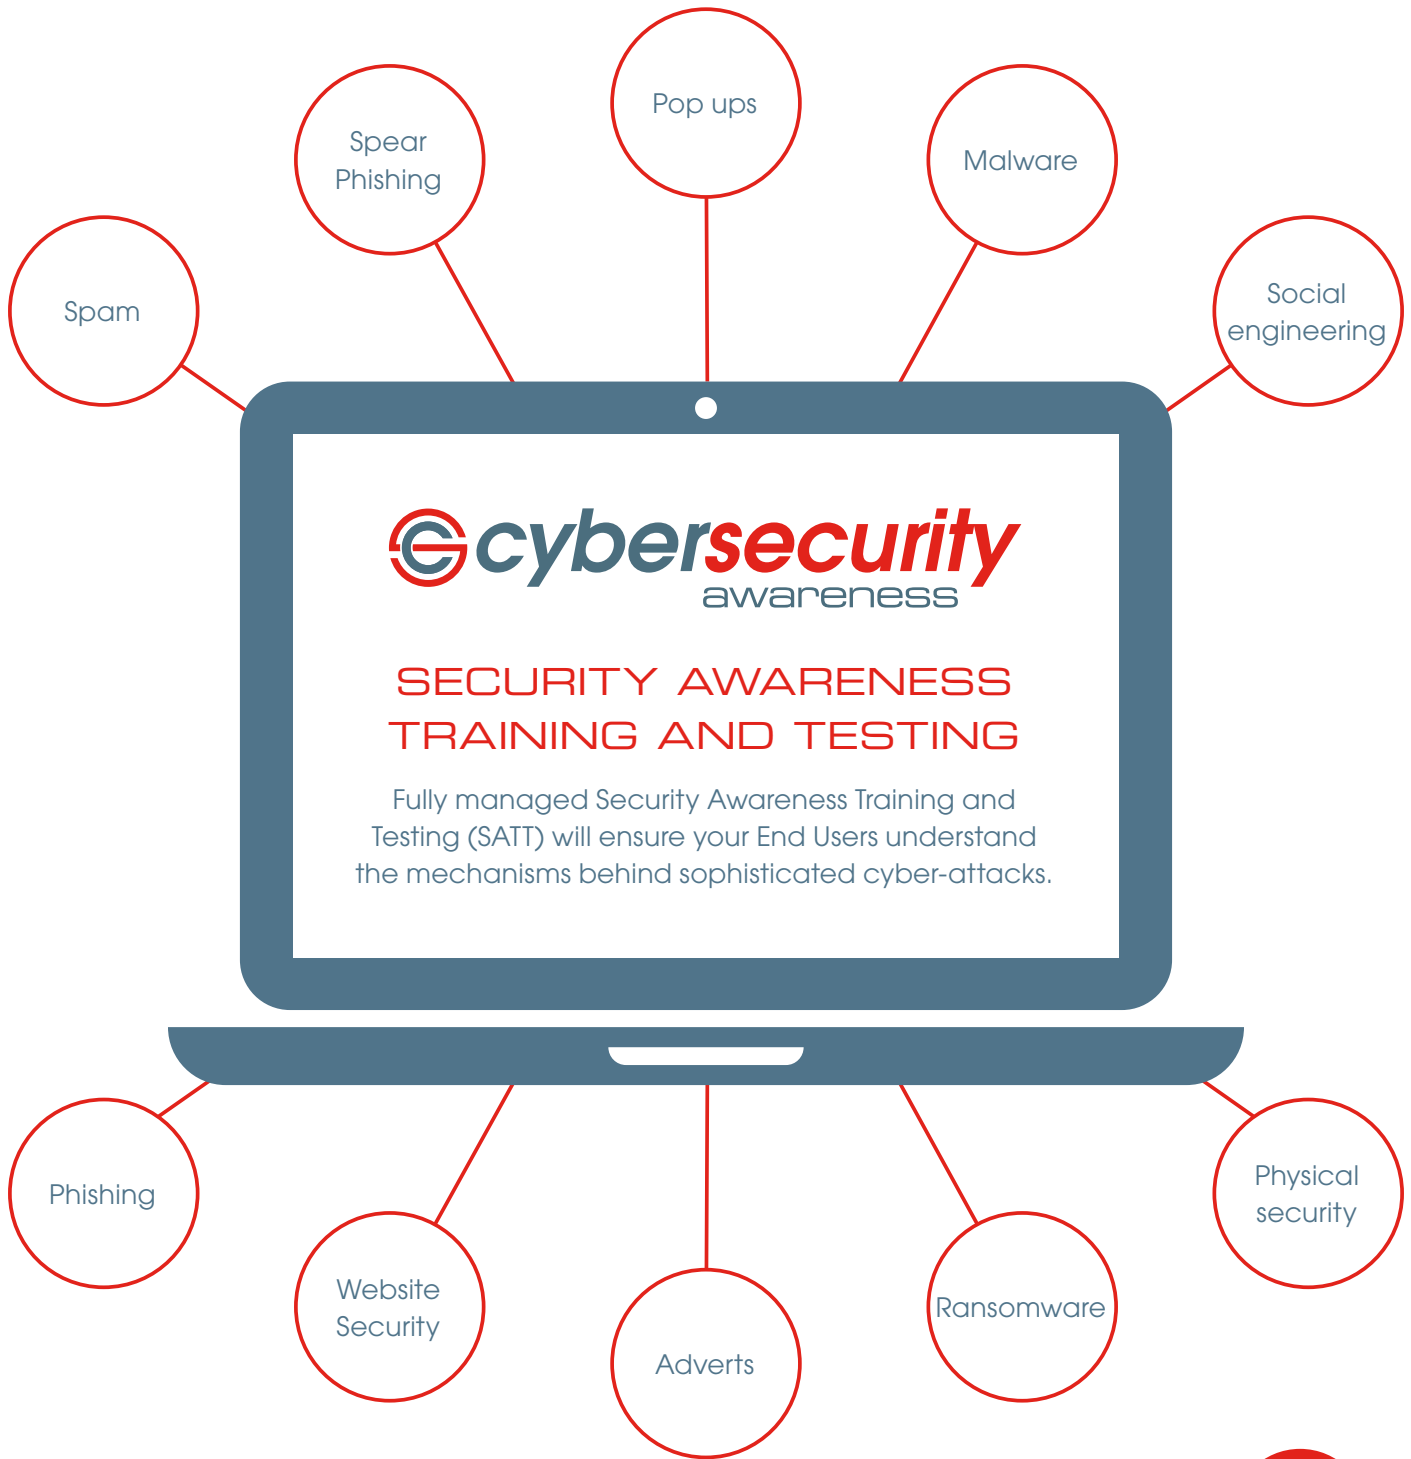 Pop ups
Spear
Phishing
Malware
Spam
Social
engineering
cybersecurity
awareness
SECURITY AWARENESS
TRAINING AND TESTING
Fully managed Security Awareness Training and
Testing (SATT) will ensure your End Users understand
the mechanisms behind sophisticated cyber-attacks.
Phishing
Physical
security
Website
Security
Ransomware
Adverts